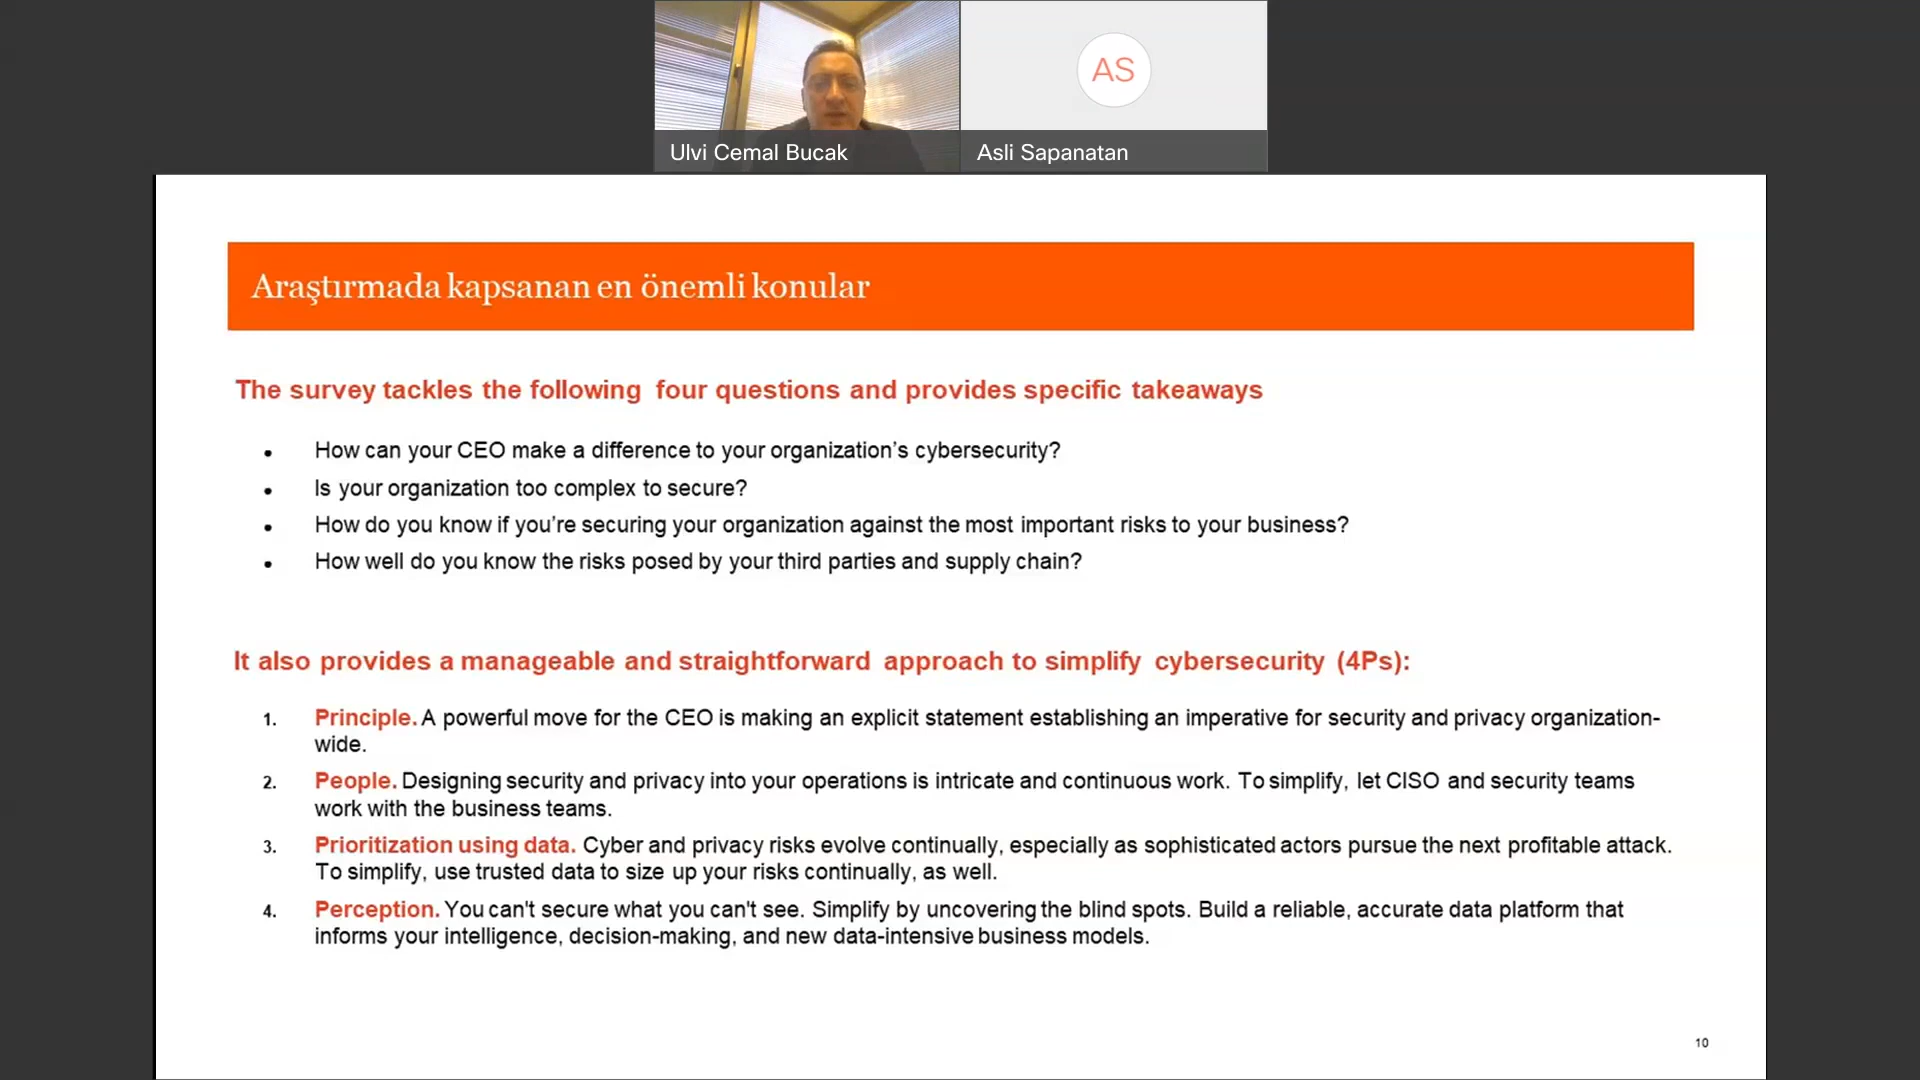 Ulvi Cemal Bucak
AS
Asli Sapanatan
Araştırmada kapsanan en önemli konular
The survey tackles the following four questions and provides specific takeaways
• How can your CEO make a difference to your organization’s cybersecurity?
• Is your organization too complex to secure?
• How do you know if you’re securing your organization against the most important risks to your business?
• How well do you know the risks posed by your third parties and supply chain?
It also provides a manageable and straightforward approach to simplify cybersecurity (4Ps):
1. Principle. A powerful move for the CEO is making an explicit statement establishing an imperative for security and privacy organization-
wide.
2. People. Designing security and privacy into your operations is intricate and continuous work. To simplify, let CISO and security teams
work with the business teams.
3. Prioritization using data. Cyber and privacy risks evolve continually, especially as sophisticated actors pursue the next profitable attack.
To simplify, use trusted data to size up your risks continually, as well.
4. Perception. You can't secure what you can't see. Simplify by uncovering the blind spots. Build a reliable, accurate data platform that
informs your intelligence, decision-making, and new data-intensive business models.
10